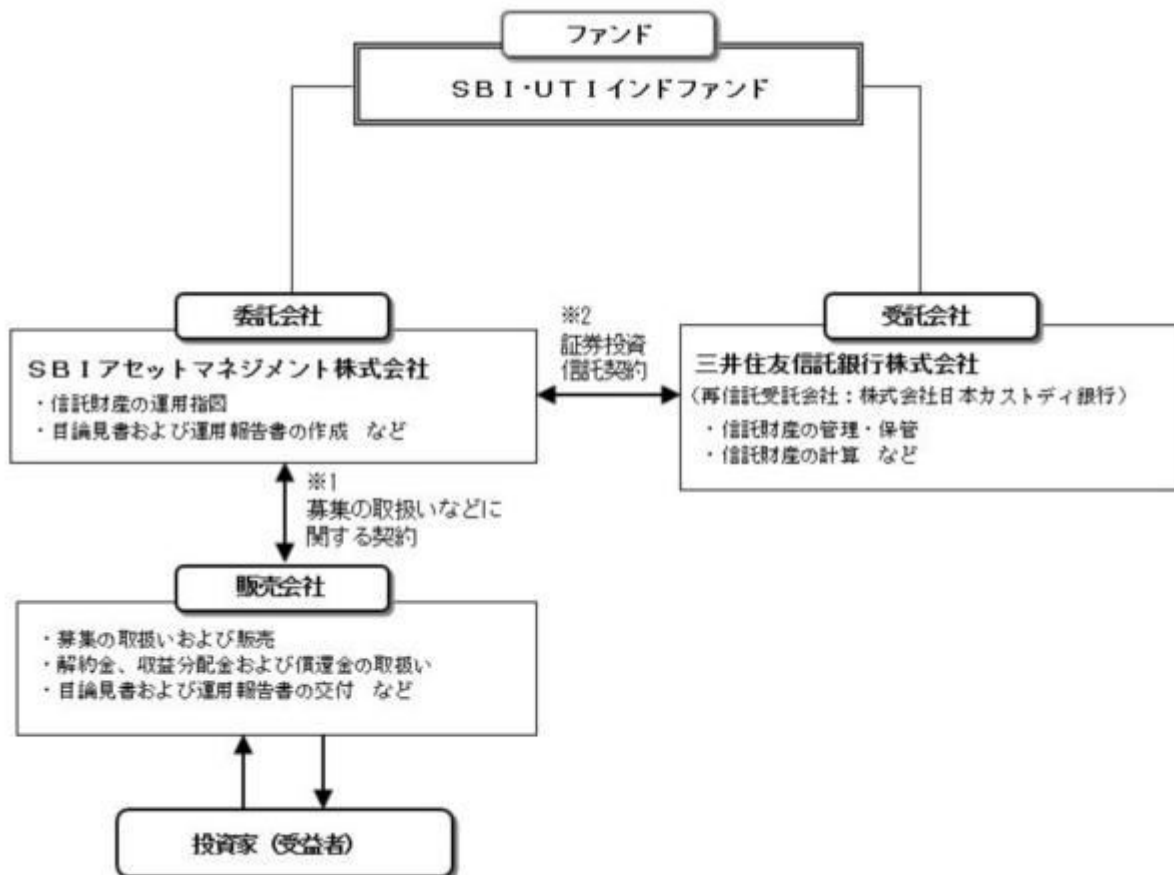 ファンド
SBI・UTIインドファンド
委託会社
SBIアセットマネジメント株式会社
・信託財産の運用指図
・目論見書および運用報告書の作成 など
※2
証券投資
信託契約
受託会社
三井住友信託銀行株式会社
(再信託受託会社:株式会社日本カストディ銀行)
・信託財産の管理・保管
・信託財産の計算 など
※1
募集の取扱いなどに
関する契約
販売会社
・募集の取扱いおよび販売
・解約金、収益分配金および償還金の取扱い
・目論見書および運用報告書の交付 など
投資家(受益者)